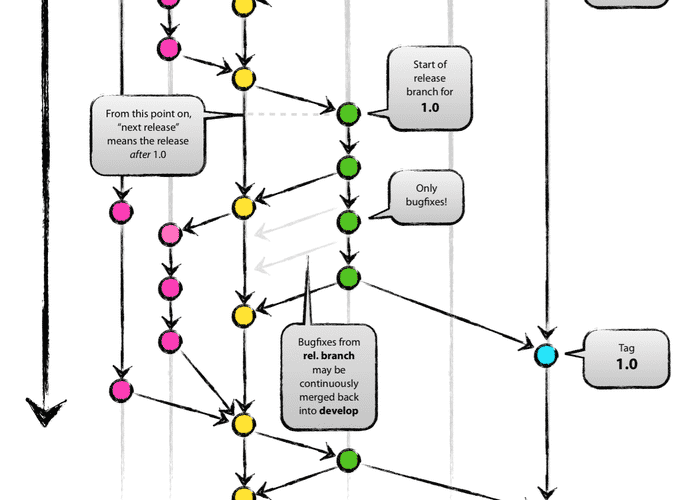 Start of
release
branch for
1.0
From this point on,
“next release”
means the release
after 1.0
Only
bugfixes!
Bugfixes from
rel. branch
may be
continuously
merged back
into develop
Tag
1.0